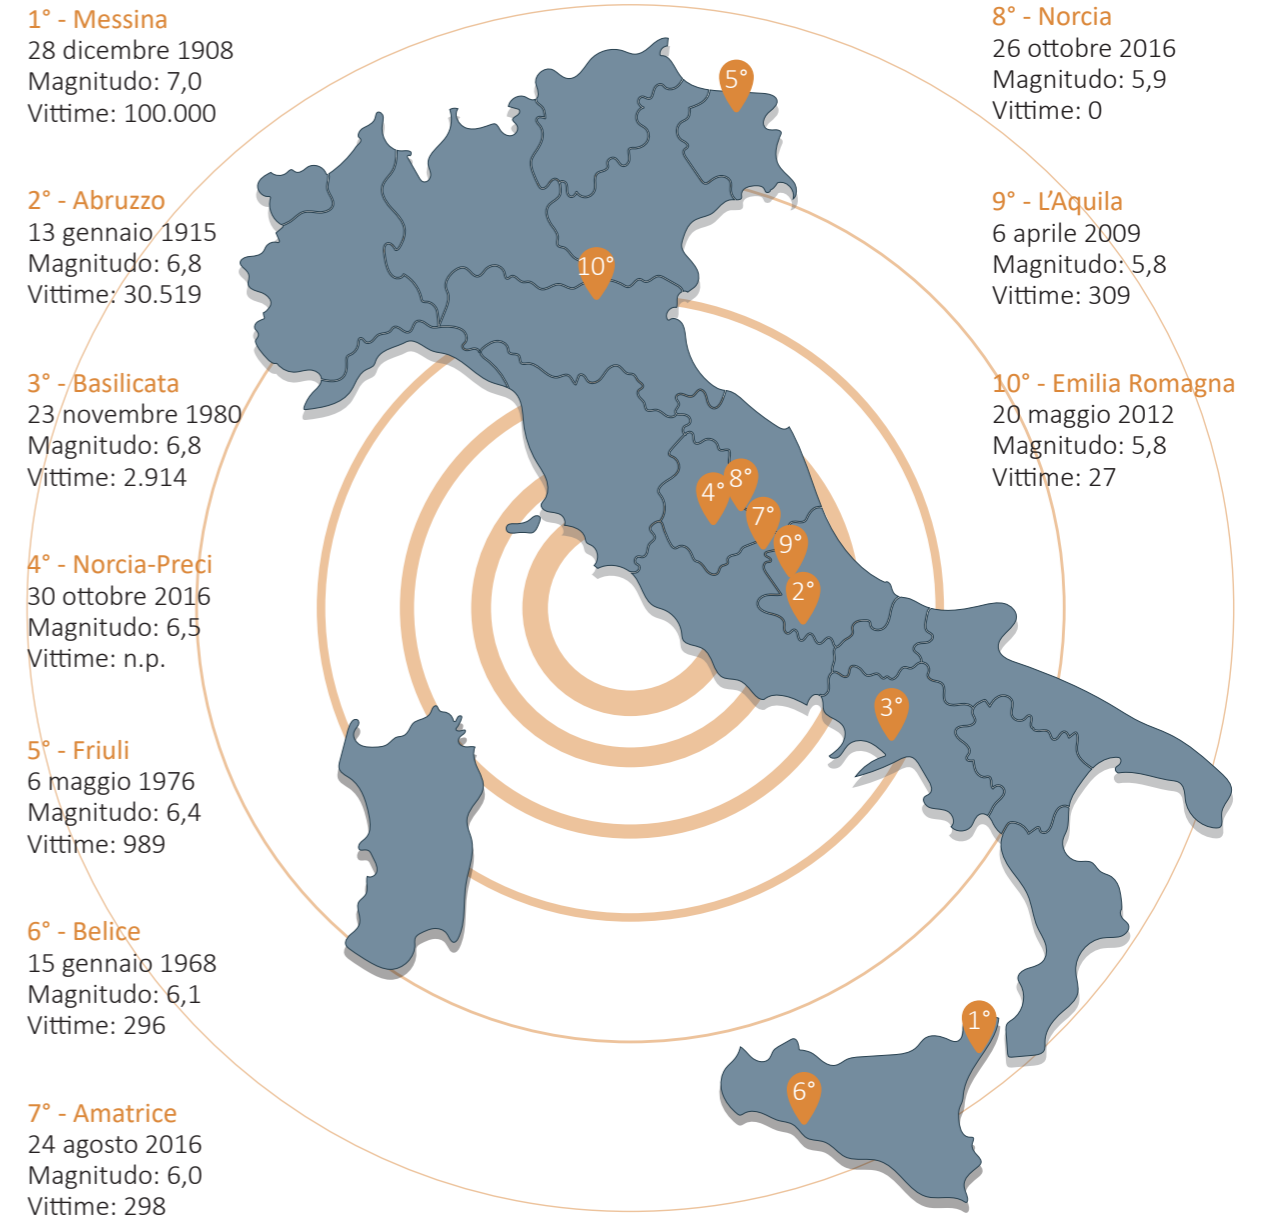 1° - Messina
28 dicembre 1908
Magnitudo: 7,0
Vittime: 100.000
2° - Abruzzo
13 gennaio 1915
Magnitudo: 6,8
Vittime: 30.519
3° - Basilicata
23 novembre 1980
Magnitudo: 6,8
Vittime: 2.914
4° - Norcia-Preci
30 ottobre 2016
Magnitudo: 6,5
Vittime: n.p.
5° - Friuli
6 maggio 1976
Magnitudo: 6,4
Vittime: 989
6° - Belice
15 gennaio 1968
Magnitudo: 6,1
Vittime: 296
7° - Amatrice
24 agosto 2016
Magnitudo: 6,0
Vittime: 298
5°
10°
8°
4°
7°
9°
2°
3°
1°
6°
8° - Norcia
26 ottobre 2016
Magnitudo: 5,9
Vittime: 0
9° - L’Aquila
6 aprile 2009
Magnitudo: 5,8
Vittime: 309
10° - Emilia Romagna
20 maggio 2012
Magnitudo: 5,8
Vittime: 27